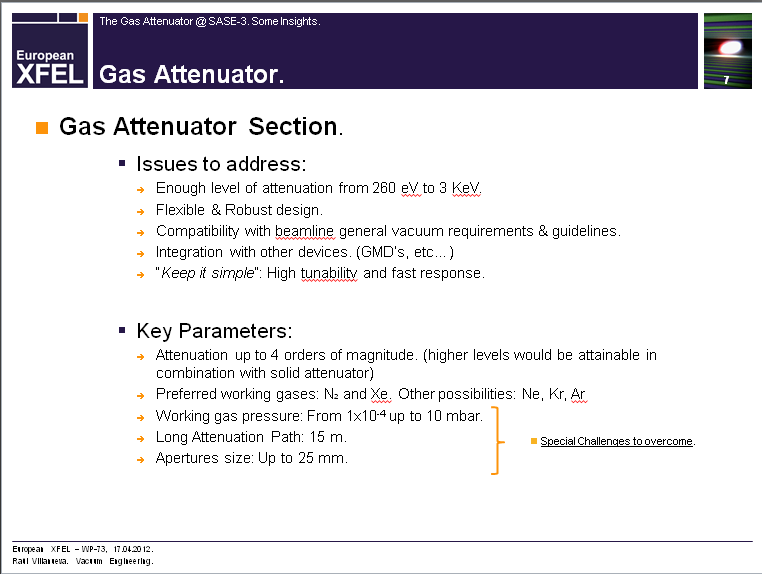 The Gas Attenuator @ SASE-3. Some Insights.
European
XFEL
Gas Attenuator.
7
Gas Attenuator Section.
Issues to address:
Enough level of attenuation from 260 eV to 3 KeV.
Flexible & Robust design.
Compatibility with beamline general vacuum requirements & guidelines.
Integration with other devices. (GMD's, etc…)
"Keep it simple": High tunability and fast response.
Key Parameters:
Attenuation up to 4 orders of magnitude. (higher levels would be attainable in
combination with solid attenuator)
Preferred working gases: N₂ and Xe. Other possibilities: Ne, Kr, Ar
Working gas pressure: From 1x10⁻⁴ up to 10 mbar.
Long Attenuation Path: 15 m.
Apertures size: Up to 25 mm.
Special Challenges to overcome.
European XFEL – WP-73, 17.04.2012.
Raúl Villanueva. Vacuum Engineering.